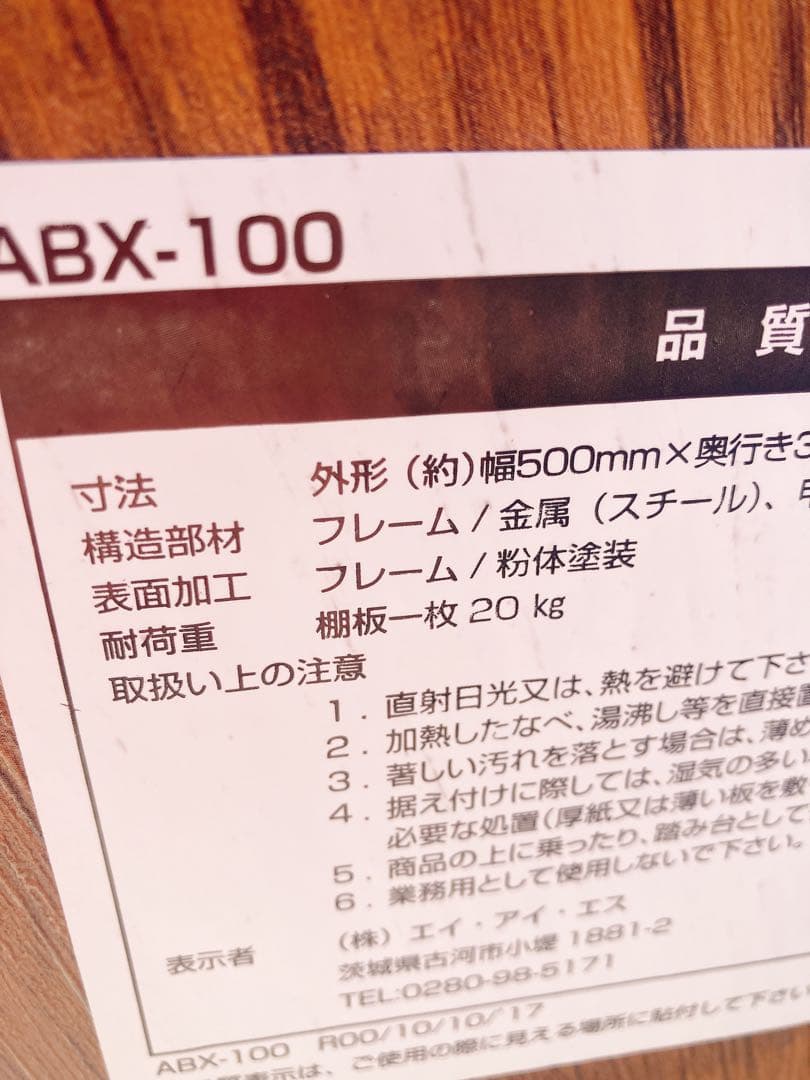 ABX-100
品 質
寸法 外形 (約)幅500mm×奥行き3
構造部材 フレーム / 金属 (スチール)、
表面加工 フレーム / 粉体塗装
耐荷重 棚板一枚 20 kg
取扱い上の注意
1. 直射日光又は、熱を避けて下さ
2. 加熱したなべ、湯沸し等を直接置
3. 著しい汚れを落とす場合は、薄め
4. 据え付けに際しては、湿気の多い
必要な処置(厚紙又は薄い板を敷
5. 商品の上に乗ったり、踏み台として
6. 業務用として使用しないで下さい。
表示者 (株) エイ・アイ・エス
茨城県古河市小堤 1881-2
TEL:0280-98-5171
ABX-100 R00/10/10/'17
質表示は、ご使用の際に見える場所に貼付して下さい